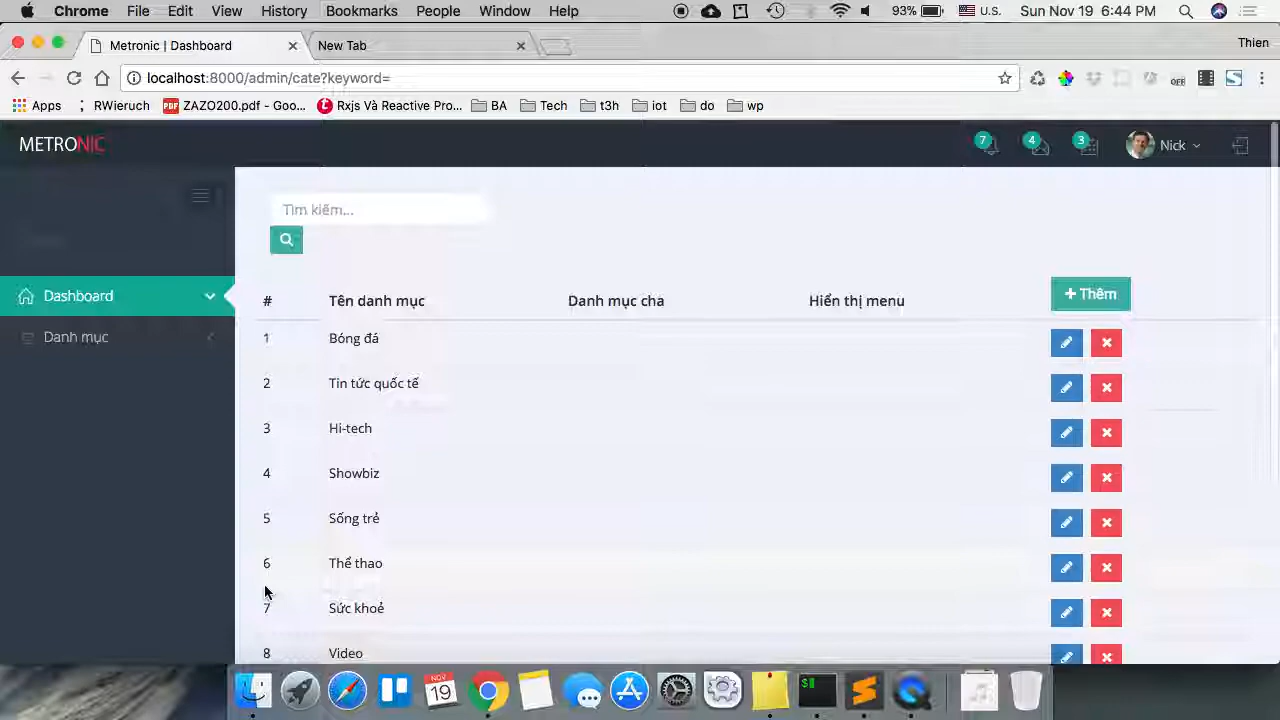 Chrome File Edit View History Bookmarks People Window Help 93% U.S. Sun Nov 19 6:44 PM
Metronic | Dashboard New Tab Thien
localhost:8000/admin/cate?keyword=
Apps RWieruch ZAZO200.pdf - Goo... Rxjs Và Reactive Pro... BA Tech t3h iot do wp
METRONIC 7 4 3 Nick
Tìm kiếm...
Dashboard
Danh mục
# Tên danh mục Danh mục cha Hiển thị menu Thêm
1 Bóng đá
2 Tin tức quốc tế
3 Hi-tech
4 Showbiz
5 Sống trẻ
6 Thể thao
7 Sức khoẻ
8 Video
NOV
19